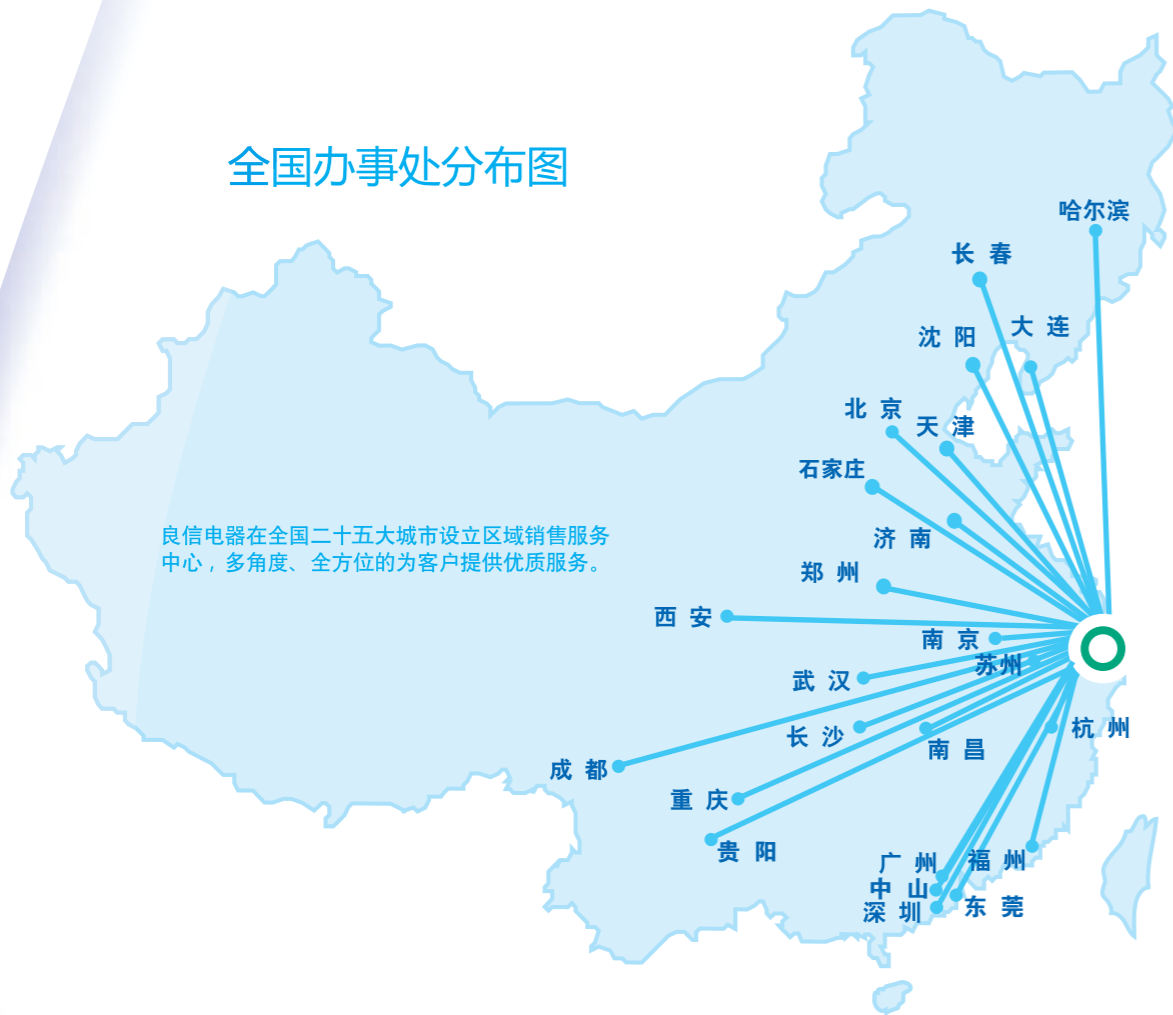 全国办事处分布图
哈尔滨
长春
大连
沈阳
北京
天津
石家庄
良信电器在全国二十五大城市设立区域销售服务
中心，多角度、全方位的为客户提供优质服务。
济南
郑州
西安
南京
苏州
武汉
杭州
长沙
南昌
成都
重庆
贵阳
广州
福州
中山
深圳
东莞